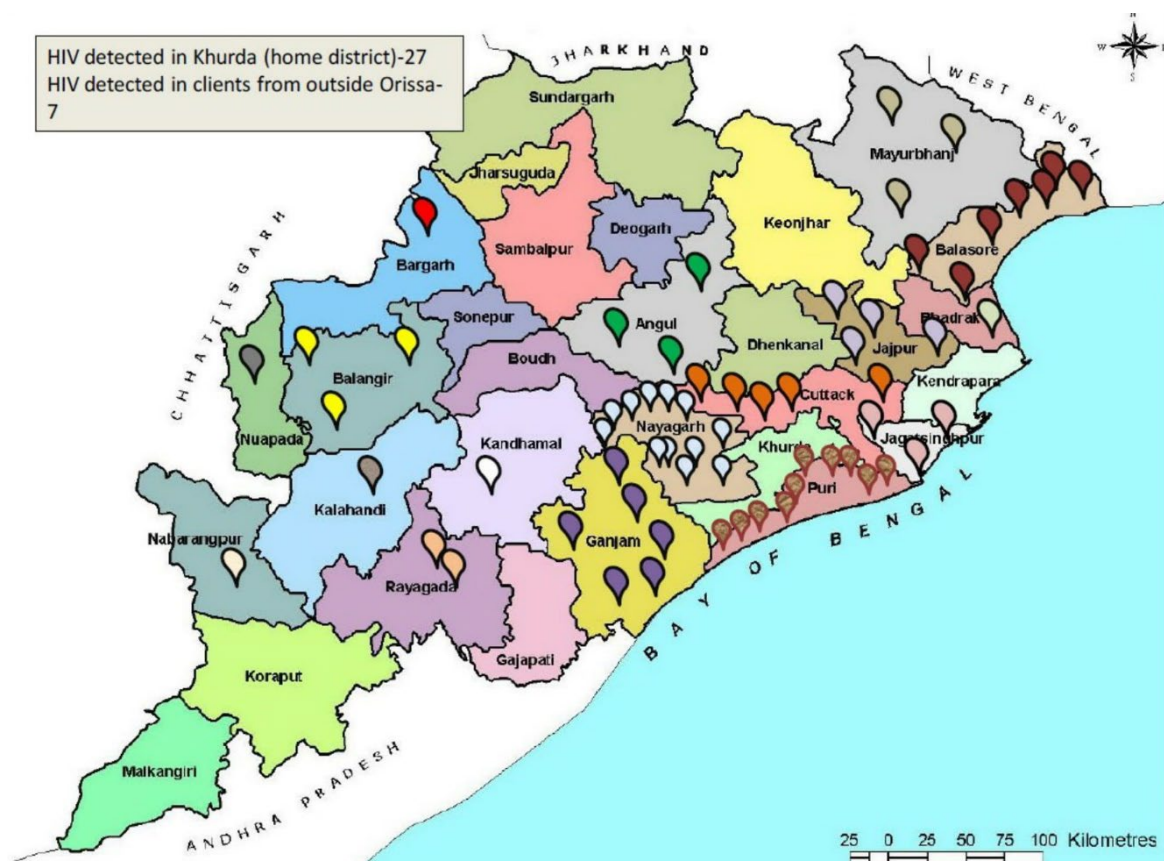 HIV detected in Khurda (home district)-27
HIV detected in clients from outside Orissa-
7
JHARKHAND
N
W
E
S
WEST BENGAL
Sundargarh
Mayurbhanj
Jharsuguda
Keonjhar
Deogarh
Sambalpur
CHHATTISGARH
Bargarh
Balasore
Sonepur
Angul
Bhadrak
Boudh
Dhenkanal
Jajpur
Balangir
Kendrapara
Cuttack
Nayagarh
Nuapada
Kandhamal
Khurda
Jagatsinghpur
Puri
Kalahandi
Nabarangpur
Ganjam
Rayagada
BAY OF BENGAL
Gajapati
Koraput
Malkangiri
ANDHRA PRADESH
25 0 25 50 75 100 Kilometres